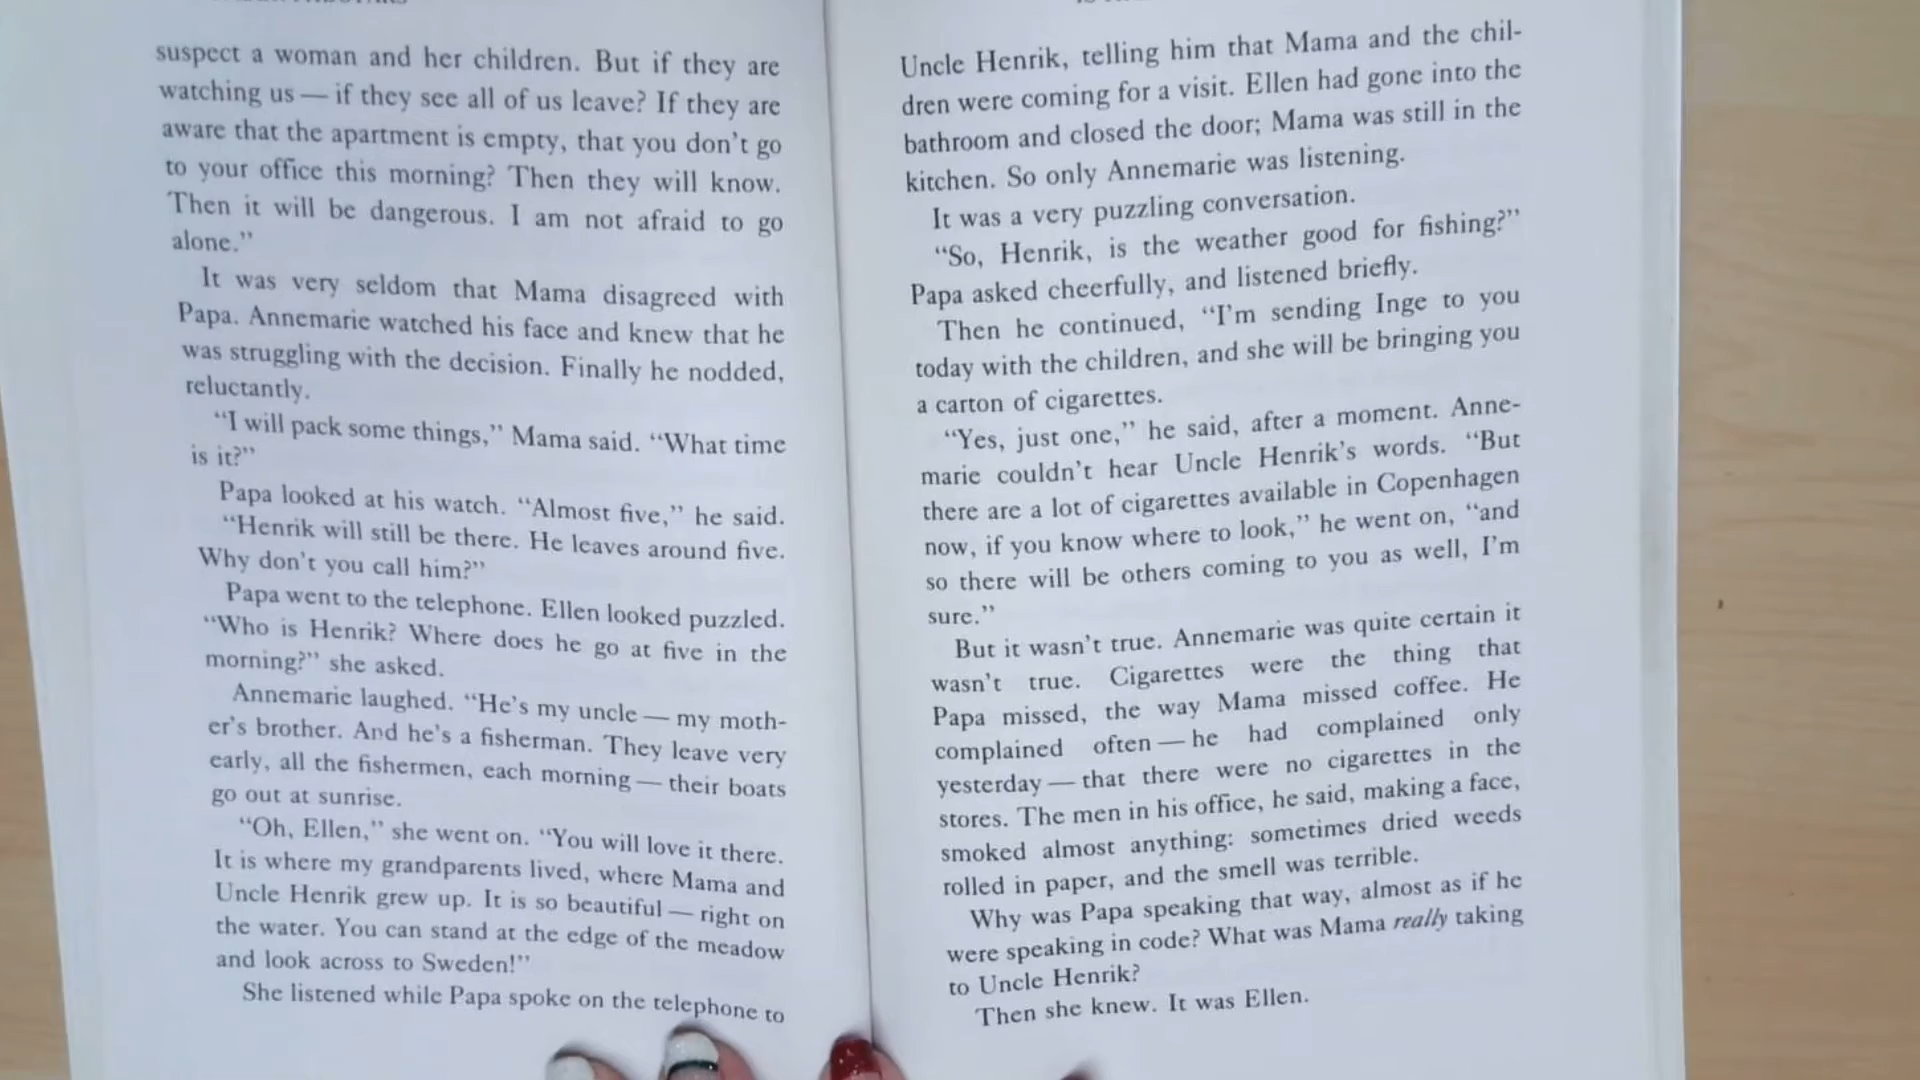 suspect a woman and her children. But if they are
watching us — if they see all of us leave? If they are
aware that the apartment is empty, that you don't go
to your office this morning? Then they will know.
Then it will be dangerous. I am not afraid to go
alone."
It was very seldom that Mama disagreed with
Papa. Annemarie watched his face and knew that he
was struggling with the decision. Finally he nodded,
reluctantly.
"I will pack some things," Mama said. "What time
is it?"
Papa looked at his watch. "Almost five," he said.
"Henrik will still be there. He leaves around five.
Why don't you call him?"
Papa went to the telephone. Ellen looked puzzled.
"Who is Henrik? Where does he go at five in the
morning?" she asked.
Annemarie laughed. "He's my uncle — my moth-
er's brother. And he's a fisherman. They leave very
early, all the fishermen, each morning — their boats
go out at sunrise.
"Oh, Ellen," she went on. "You will love it there.
It is where my grandparents lived, where Mama and
Uncle Henrik grew up. It is so beautiful — right on
the water. You can stand at the edge of the meadow
and look across to Sweden!"
She listened while Papa spoke on the telephone to
Uncle Henrik, telling him that Mama and the chil-
dren were coming for a visit. Ellen had gone into the
bathroom and closed the door; Mama was still in the
kitchen. So only Annemarie was listening.
It was a very puzzling conversation.
"So, Henrik, is the weather good for fishing?"
Papa asked cheerfully, and listened briefly.
Then he continued, "I'm sending Inge to you
today with the children, and she will be bringing you
a carton of cigarettes.
"Yes, just one," he said, after a moment. Anne-
marie couldn't hear Uncle Henrik's words. "But
there are a lot of cigarettes available in Copenhagen
now, if you know where to look," he went on, "and
so there will be others coming to you as well, I'm
sure."
But it wasn't true. Annemarie was quite certain it
wasn't true. Cigarettes were the thing that
Papa missed, the way Mama missed coffee. He
complained often — he had complained only
yesterday — that there were no cigarettes in the
stores. The men in his office, he said, making a face,
smoked almost anything: sometimes dried weeds
rolled in paper, and the smell was terrible.
Why was Papa speaking that way, almost as if he
were speaking in code? What was Mama really taking
to Uncle Henrik?
Then she knew. It was Ellen.